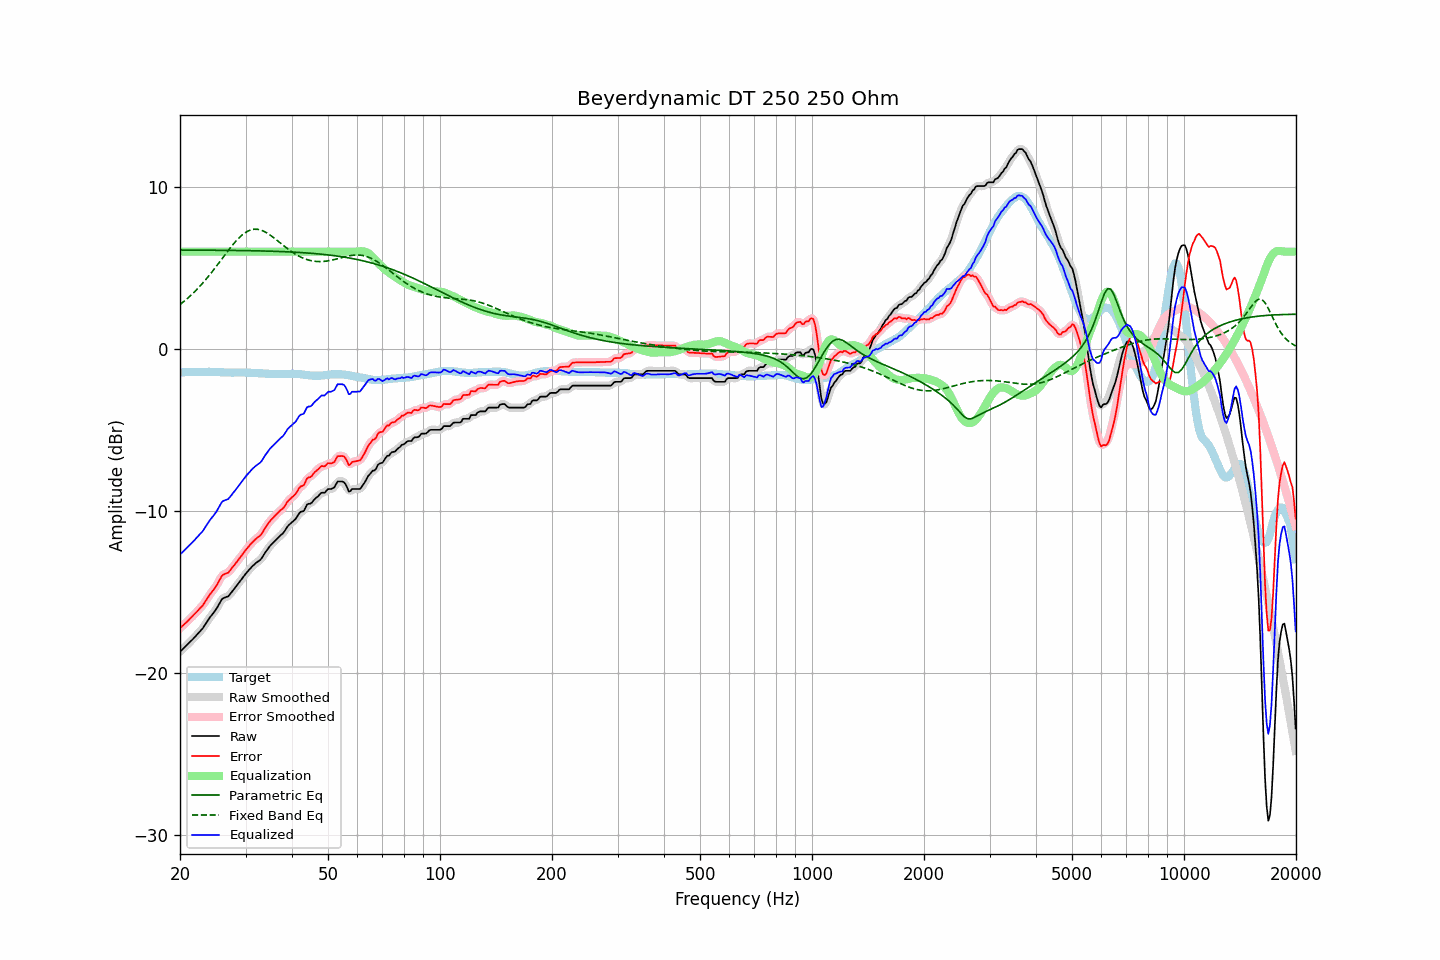 Beyerdynamic DT 250 250 Ohm
Amplitude (dBr)
10
0
−10
−20
−30
Target
Raw Smoothed
Error Smoothed
Raw
Error
Equalization
Parametric Eq
Fixed Band Eq
Equalized
20 50 100 200 500 1000 2000 5000 10000 20000
Frequency (Hz)